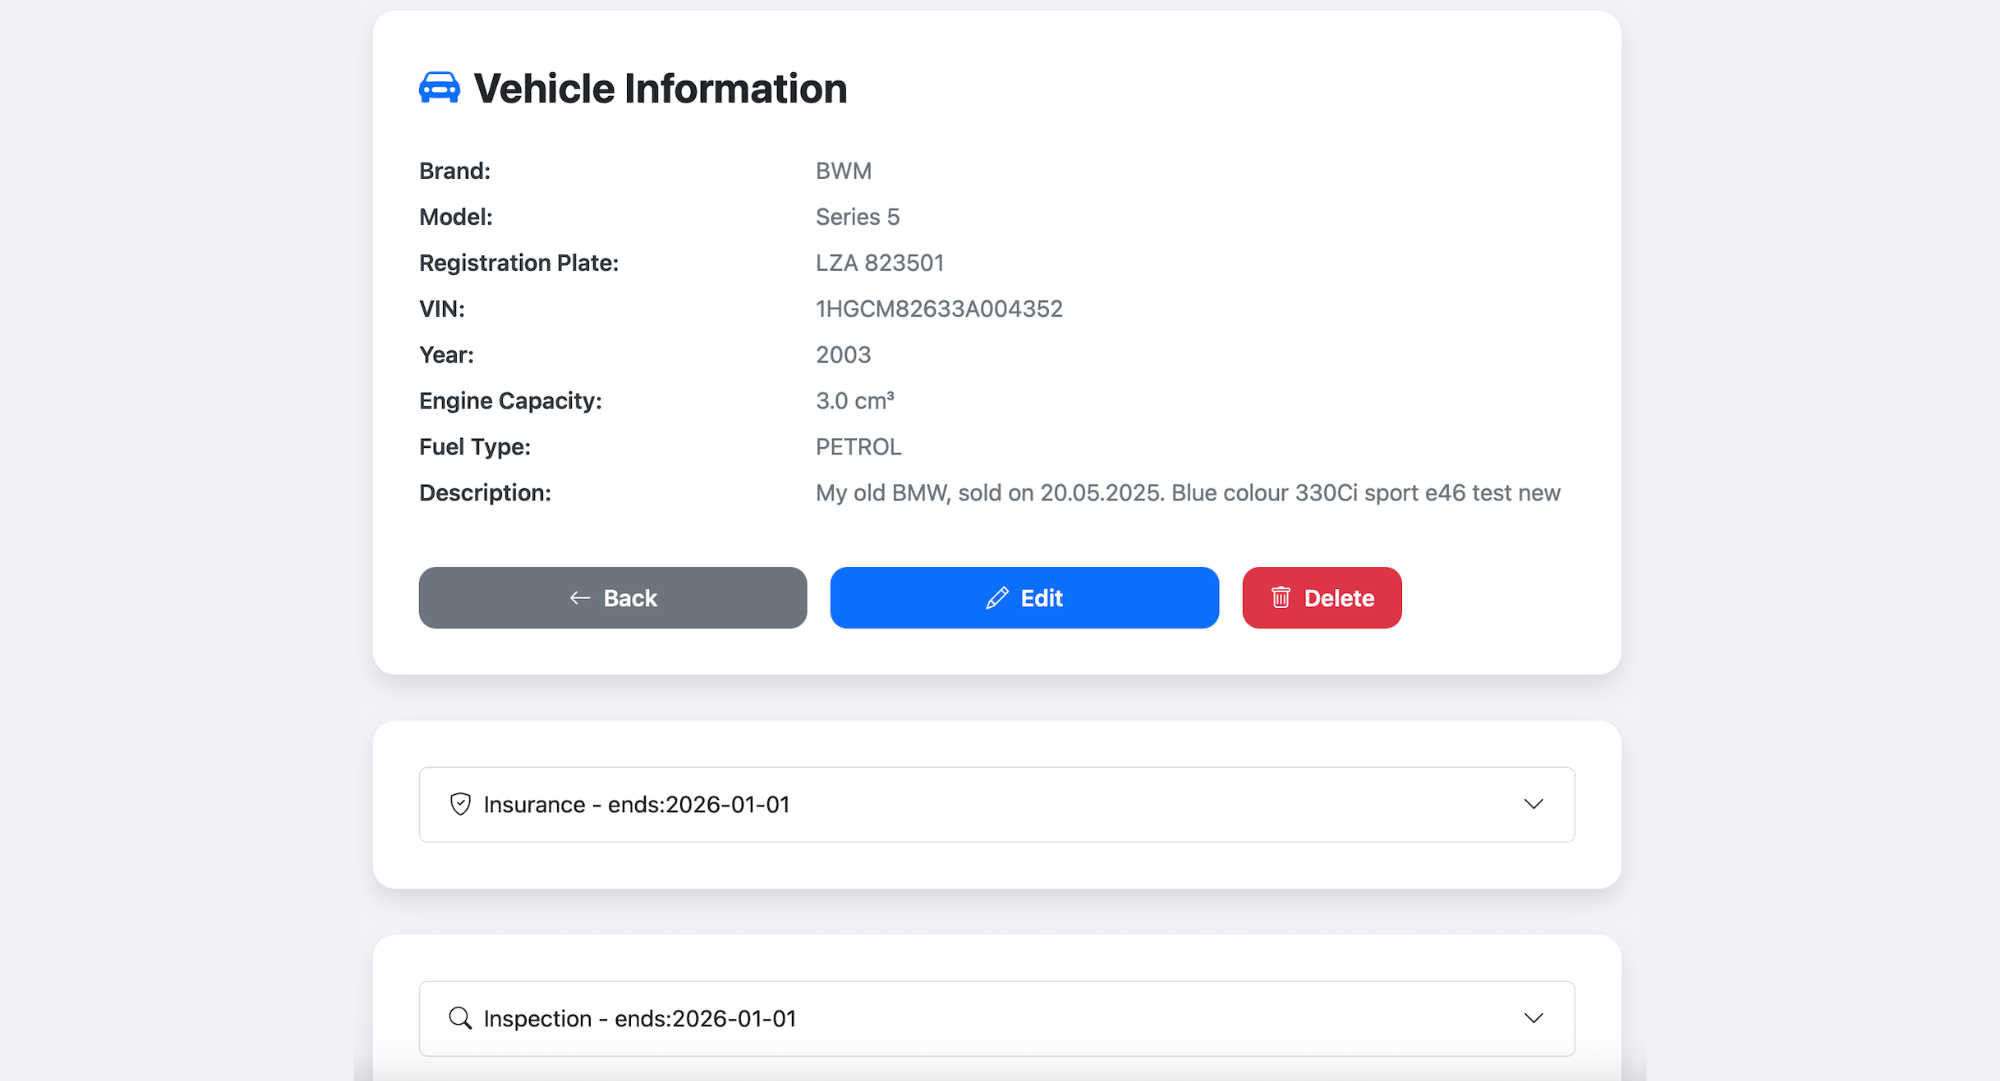 Vehicle Information
Brand: BWM
Model: Series 5
Registration Plate: LZA 823501
VIN: 1HGCM82633A004352
Year: 2003
Engine Capacity: 3.0 cm³
Fuel Type: PETROL
Description: My old BMW, sold on 20.05.2025. Blue colour 330Ci sport e46 test new
Back Edit Delete
Insurance - ends:2026-01-01
Inspection - ends:2026-01-01